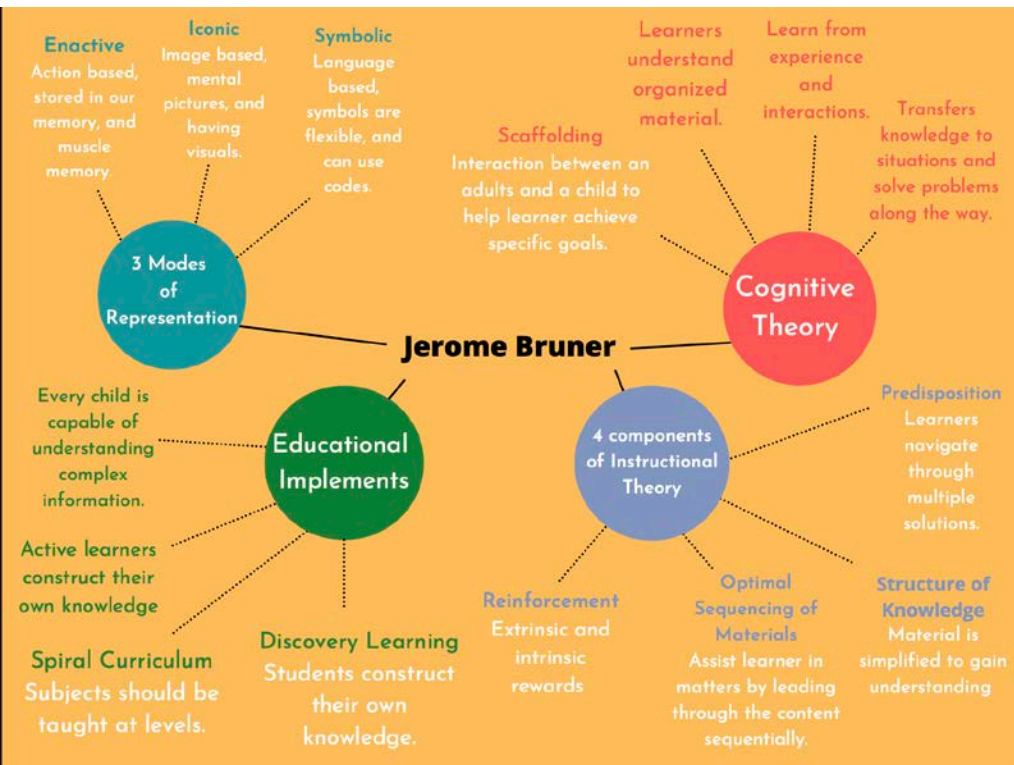 Enactive
Action based,
stored in our
memory, and
muscle
memory.
Iconic
Image based,
mental
pictures, and
having
visuals.
Symbolic
Language
based,
symbols are
flexible, and
can use
codes.
3 Modes
of
Representation
Learners
understand
organized
material.
Learn from
experience
and
interactions.
Transfers
knowledge to
situations and
solve problems
along the way.
Scaffolding
Interaction between an
adults and a child to
help learner achieve
specific goals.
Cognitive
Theory
Jerome Bruner
Every child is
capable of
understanding
complex
information.
Educational
Implements
Active learners
construct their
own knowledge
Spiral Curriculum
Subjects should be
taught at levels.
Discovery Learning
Students construct
their own
knowledge.
4 components
of Instructional
Theory
Predisposition
Learners
navigate
through
multiple
solutions.
Reinforcement
Extrinsic and
intrinsic
rewards
Optimal
Sequencing of
Materials
Assist learner in
matters by leading
through the content
sequentially.
Structure of
Knowledge
Material is
simplified to gain
understanding